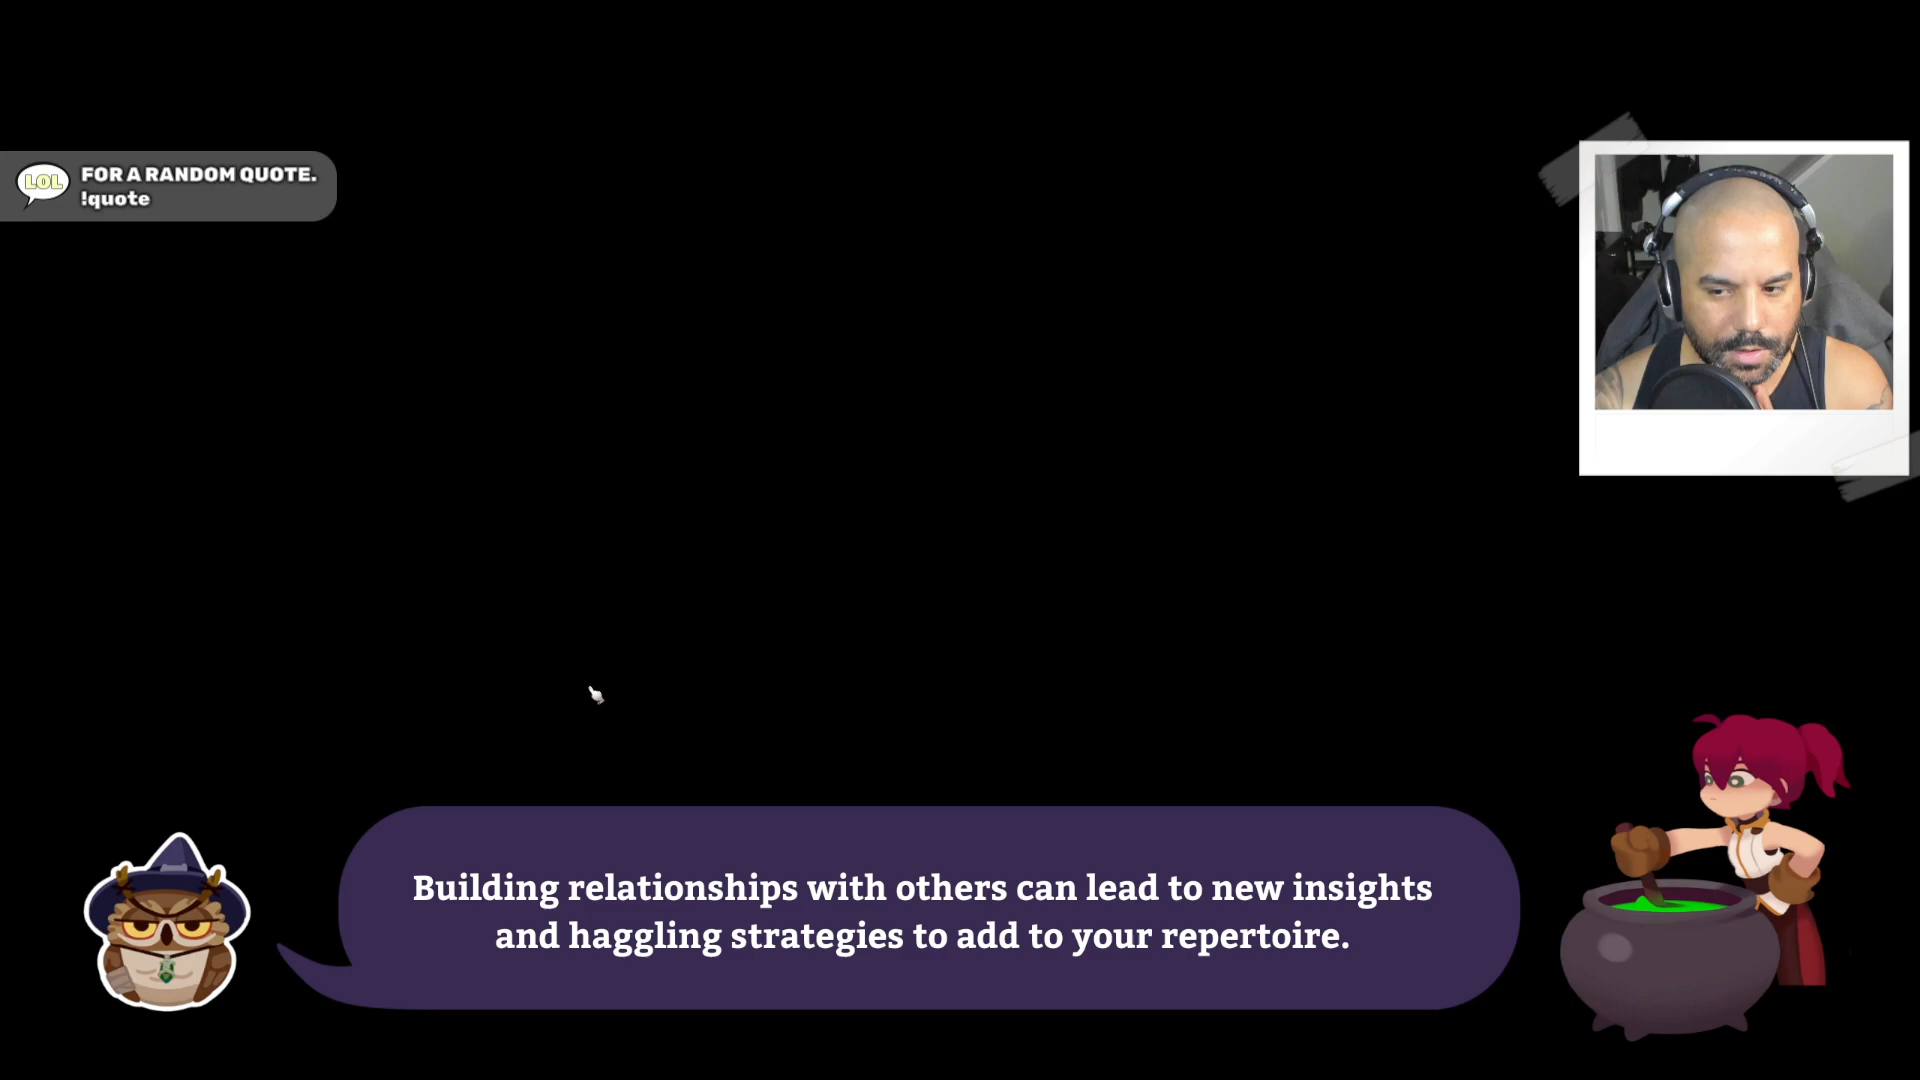 LOL
FOR A RANDOM QUOTE.
!quote
Building relationships with others can lead to new insights
and haggling strategies to add to your repertoire.